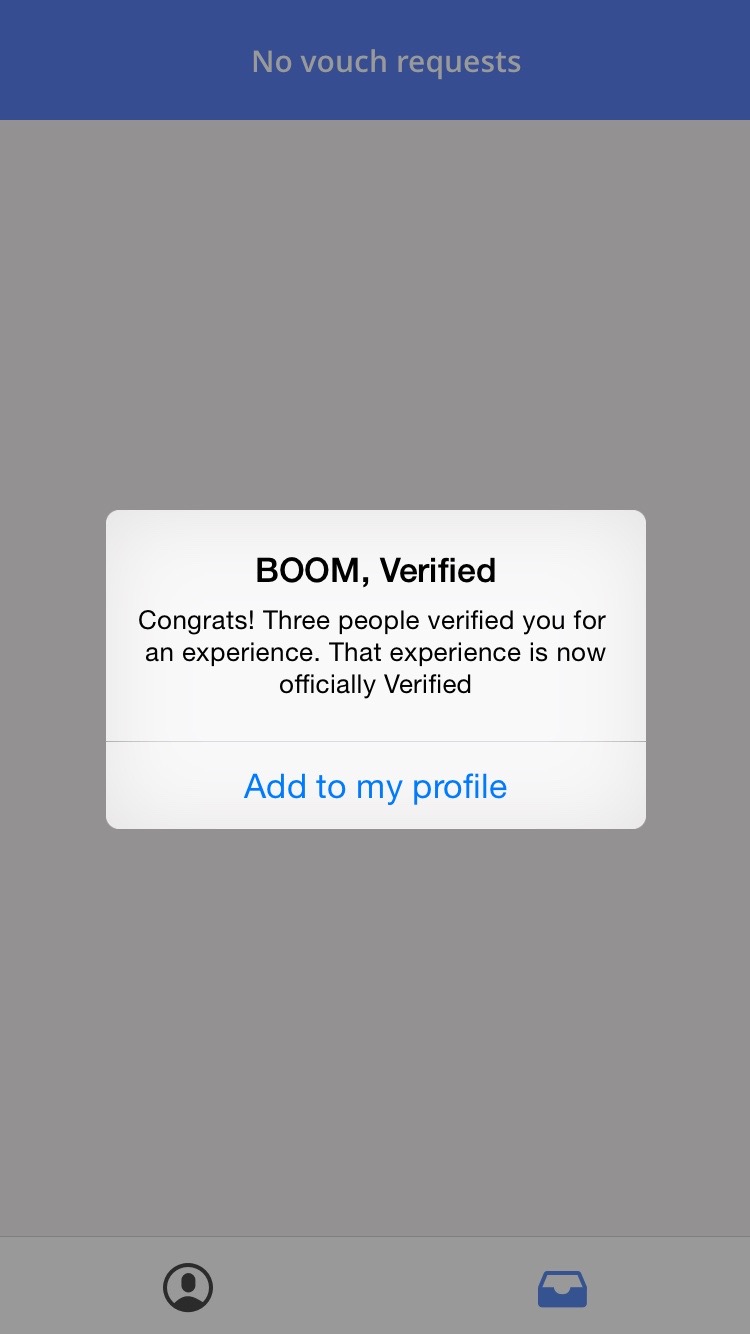 No vouch requests
BOOM, Verified
Congrats! Three people verified you for
an experience. That experience is now
officially Verified
Add to my profile